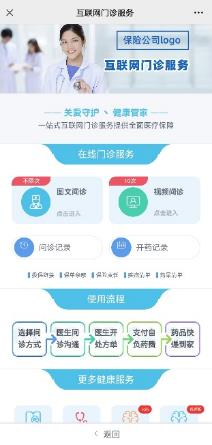 互联网门诊服务
保险公司logo
互联网门诊服务
关爱守护、健康管家
一站式互联网门诊服务提供全面医疗保障
在线门诊服务
不限次
图文问诊
点击进入
10次
视频问诊
点击进入
问诊记录
开药记录
使用流程
选择问诊方式
医生问诊沟通
医生开处方单
支付自负药费
药品快递到家
更多健康服务
返回